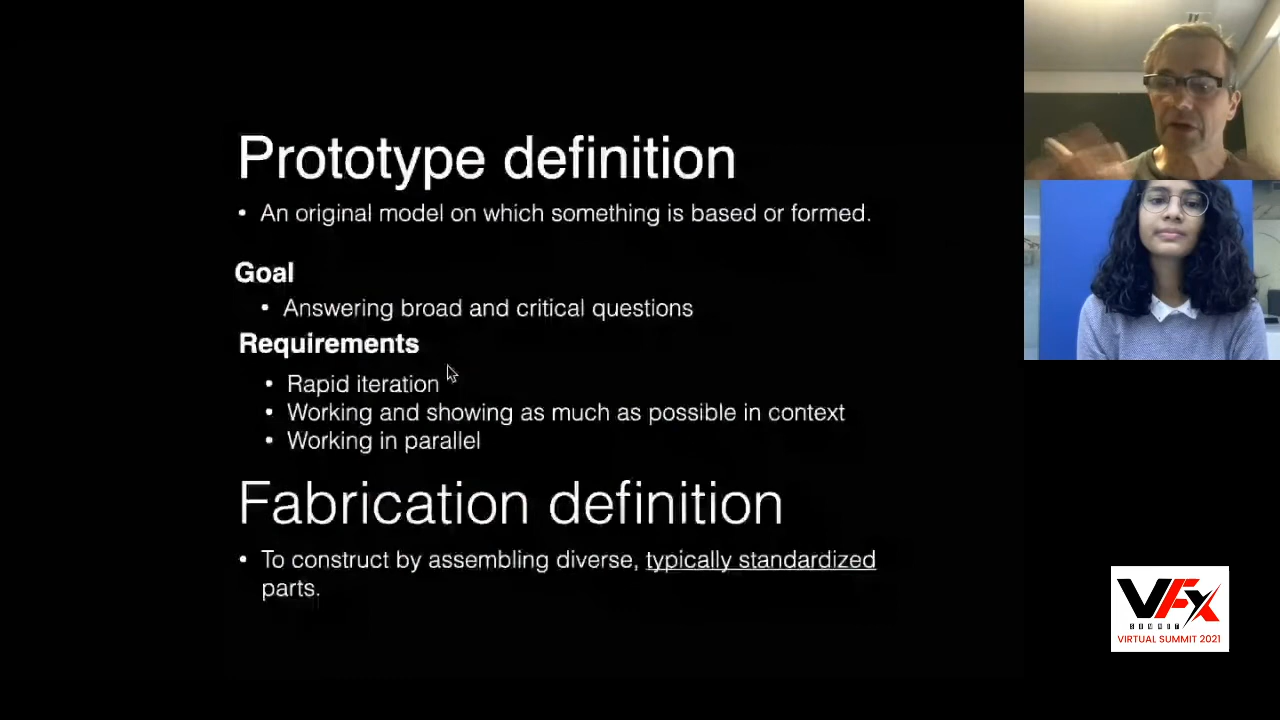 Prototype definition
• An original model on which something is based or formed.
Goal
• Answering broad and critical questions
Requirements
• Rapid iteration
• Working and showing as much as possible in context
• Working in parallel
Fabrication definition
• To construct by assembling diverse, typically standardized
parts.
VFX
SUMMIT
VIRTUAL SUMMIT 2021